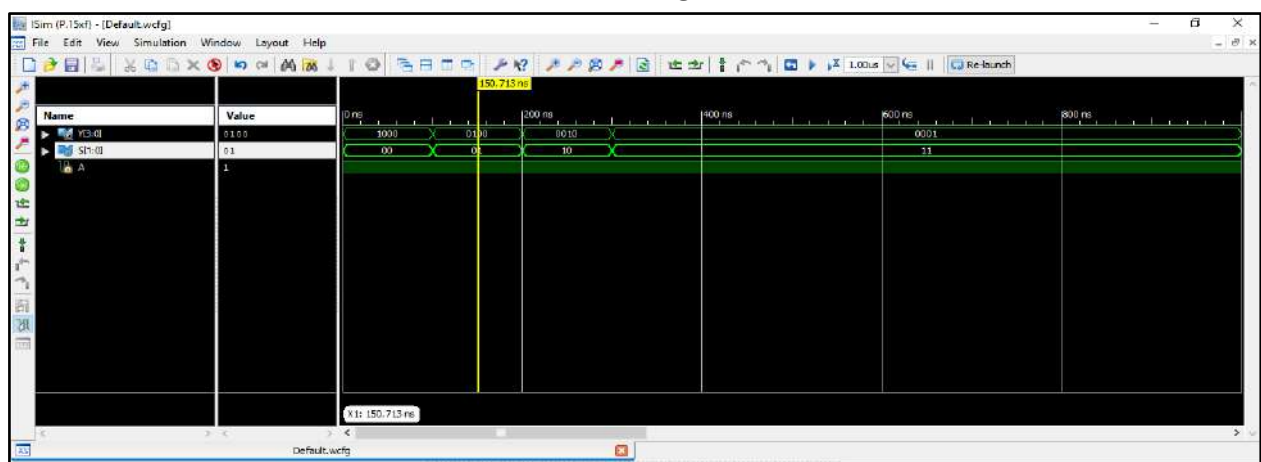 ISim (P.15xf) - [Default.wcfg]
File Edit View Simulation Window Layout Help
1.00us Re-launch
150.713 ns
Name Value 0 ns 200 ns 400 ns 600 ns 800 ns
Y[3:0] 0100 1000 0100 0010 0001
S[1:0] 01 00 01 10 11
A 1
X1: 150.713 ns
Default.wcfg